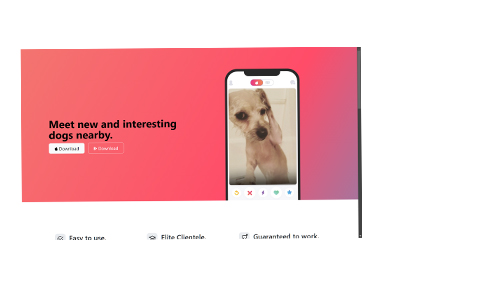 Meet new and interesting
dogs nearby.
Download
Download
Easy to use.
Elite Clientele.
Guaranteed to work.